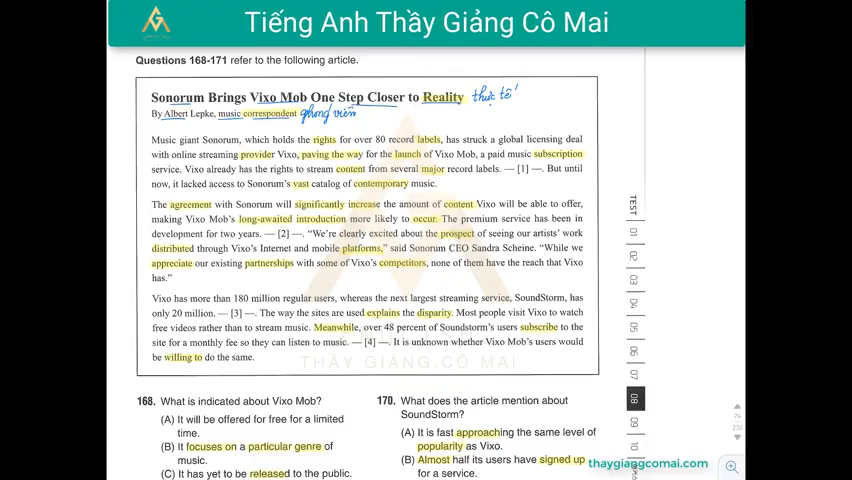 Tiếng Anh Thầy Giảng Cô Mai
Questions 168-171 refer to the following article.
Sonorum Brings Vixo Mob One Step Closer to Reality thực tế
By Albert Lepke, music correspondent phóng viên
Music giant Sonorum, which holds the rights for over 80 record labels, has struck a global licensing deal
with online streaming provider Vixo, paving the way for the launch of Vixo Mob, a paid music subscription
service. Vixo already has the rights to stream content from several major record labels. — [1] —. But until
now, it lacked access to Sonorum's vast catalog of contemporary music.
The agreement with Sonorum will significantly increase the amount of content Vixo will be able to offer,
making Vixo Mob's long-awaited introduction more likely to occur. The premium service has been in
development for two years. — [2] —. "We're clearly excited about the prospect of seeing our artists' work
distributed through Vixo's Internet and mobile platforms," said Sonorum CEO Sandra Scheine. "While we
appreciate our existing partnerships with some of Vixo's competitors, none of them have the reach that Vixo
has."
Vixo has more than 180 million regular users, whereas the next largest streaming service, SoundStorm, has
only 20 million. — [3] —. The way the sites are used explains the disparity. Most people visit Vixo to watch
free videos rather than to stream music. Meanwhile, over 48 percent of Soundstorm's users subscribe to the
site for a monthly fee so they can listen to music. — [4] —. It is unknown whether Vixo Mob's users would
be willing to do the same.
THẦY GIẢNG.CÔ MAI
168. What is indicated about Vixo Mob?
(A) It will be offered for free for a limited
time.
(B) It focuses on a particular genre of
music.
(C) It has yet to be released to the public.
170. What does the article mention about
SoundStorm?
(A) It is fast approaching the same level of
popularity as Vixo.
(B) Almost half its users have signed up
for a service.
TEST
01
02
03
04
05
06
07
08
09
10
74
228
thaygiangcomai.com